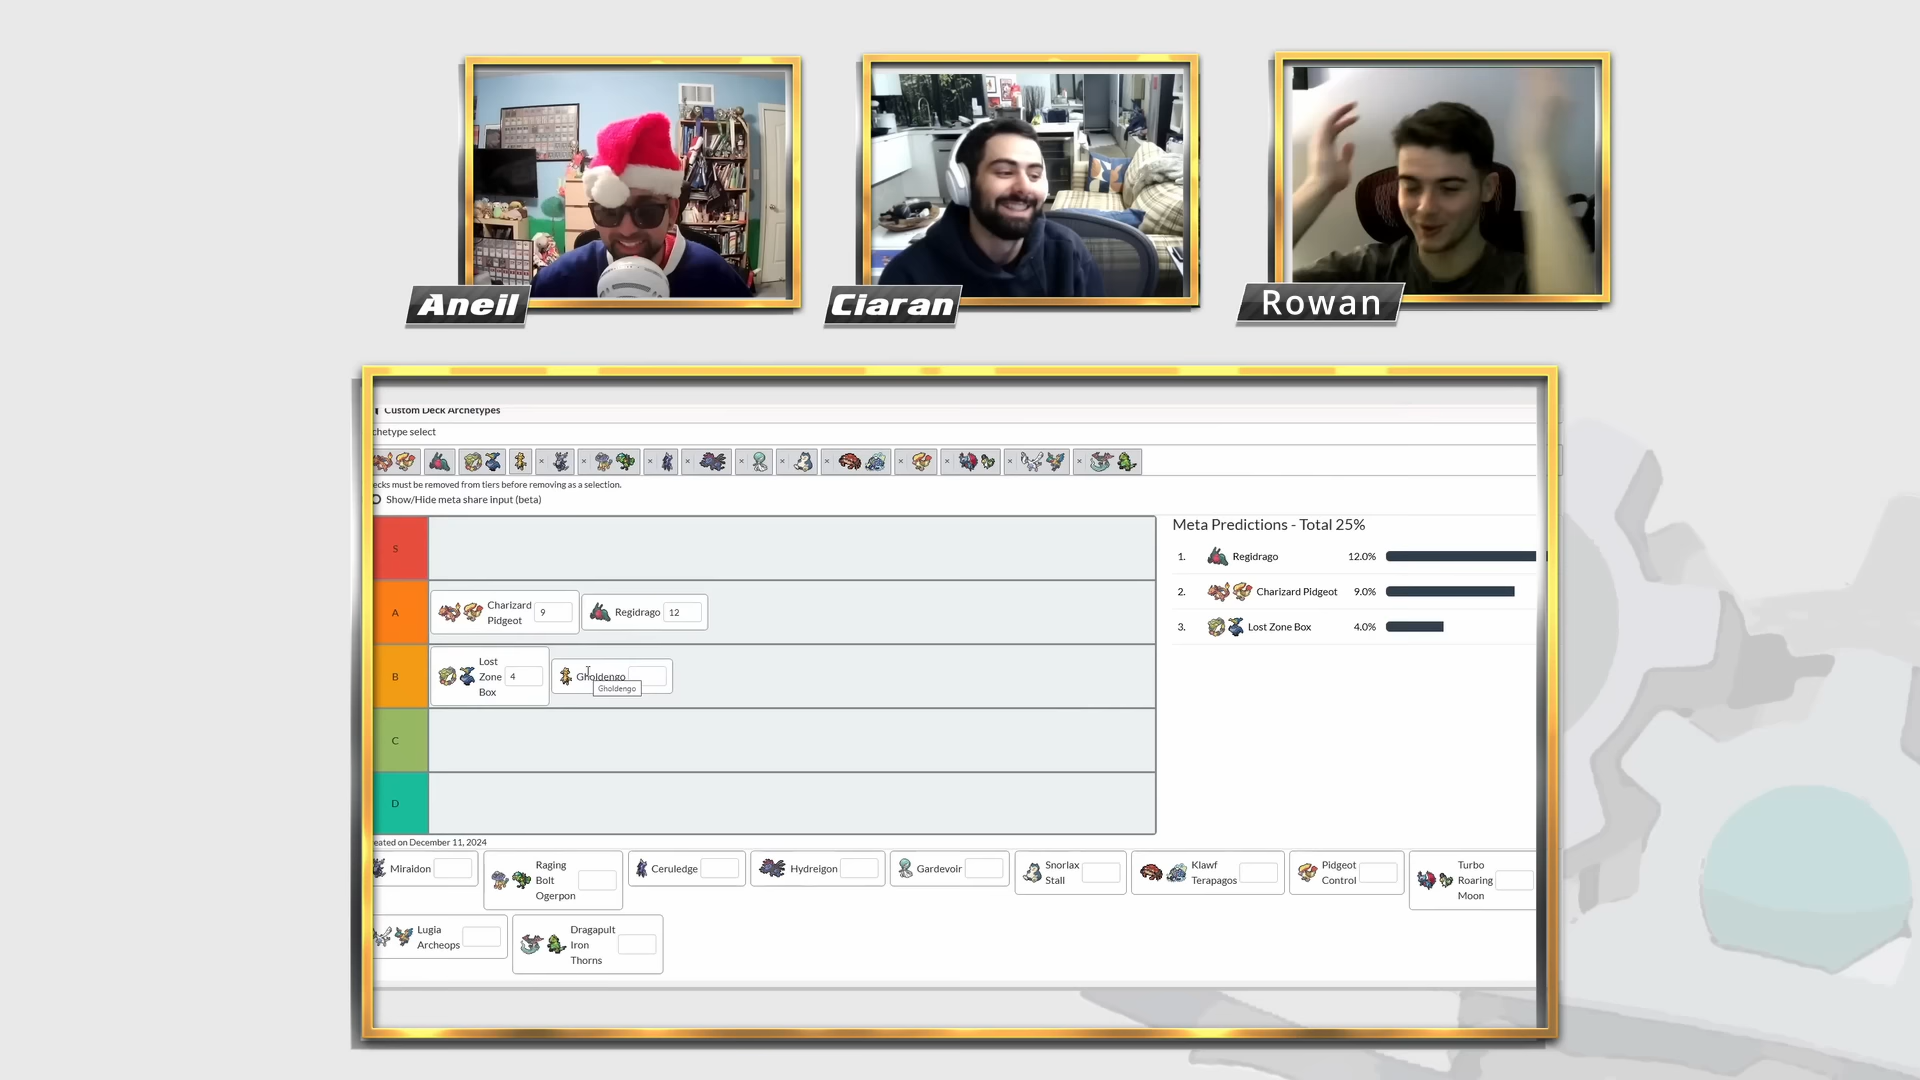 Aneil
Ciaran
Rowan
Custom Deck Archetypes
chetype select
ecks must be removed from tiers before removing as a selection.
Show/Hide meta share input (beta)
S
A
Charizard
Pidgeot
9
Regidrago
12
B
Lost
Zone
Box
4
Gholdengo
Gholdengo
C
D
Meta Predictions - Total 25%
1. Regidrago 12.0%
2. Charizard Pidgeot 9.0%
3. Lost Zone Box 4.0%
eated on December 11, 2024
Miraidon
Raging
Bolt
Ogerpon
Ceruledge
Hydreigon
Gardevoir
Snorlax
Stall
Klawf
Terapagos
Pidgeot
Control
Turbo
Roaring
Moon
Lugia
Archeops
Dragapult
Iron
Thorns